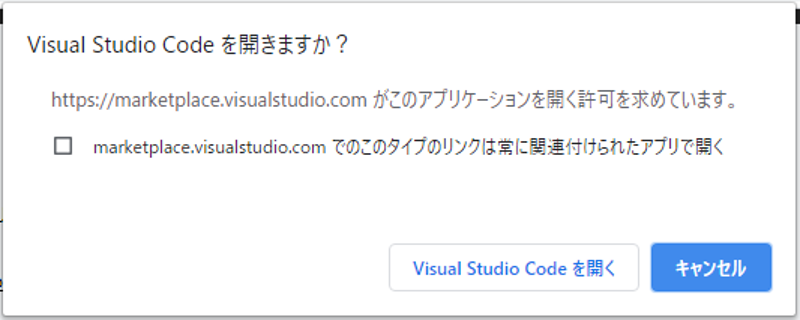 Visual Studio Code を開きますか？
https://marketplace.visualstudio.com がこのアプリケーションを開く許可を求めています。
marketplace.visualstudio.com でのこのタイプのリンクは常に関連付けられたアプリで開く
Visual Studio Code を開く
キャンセル